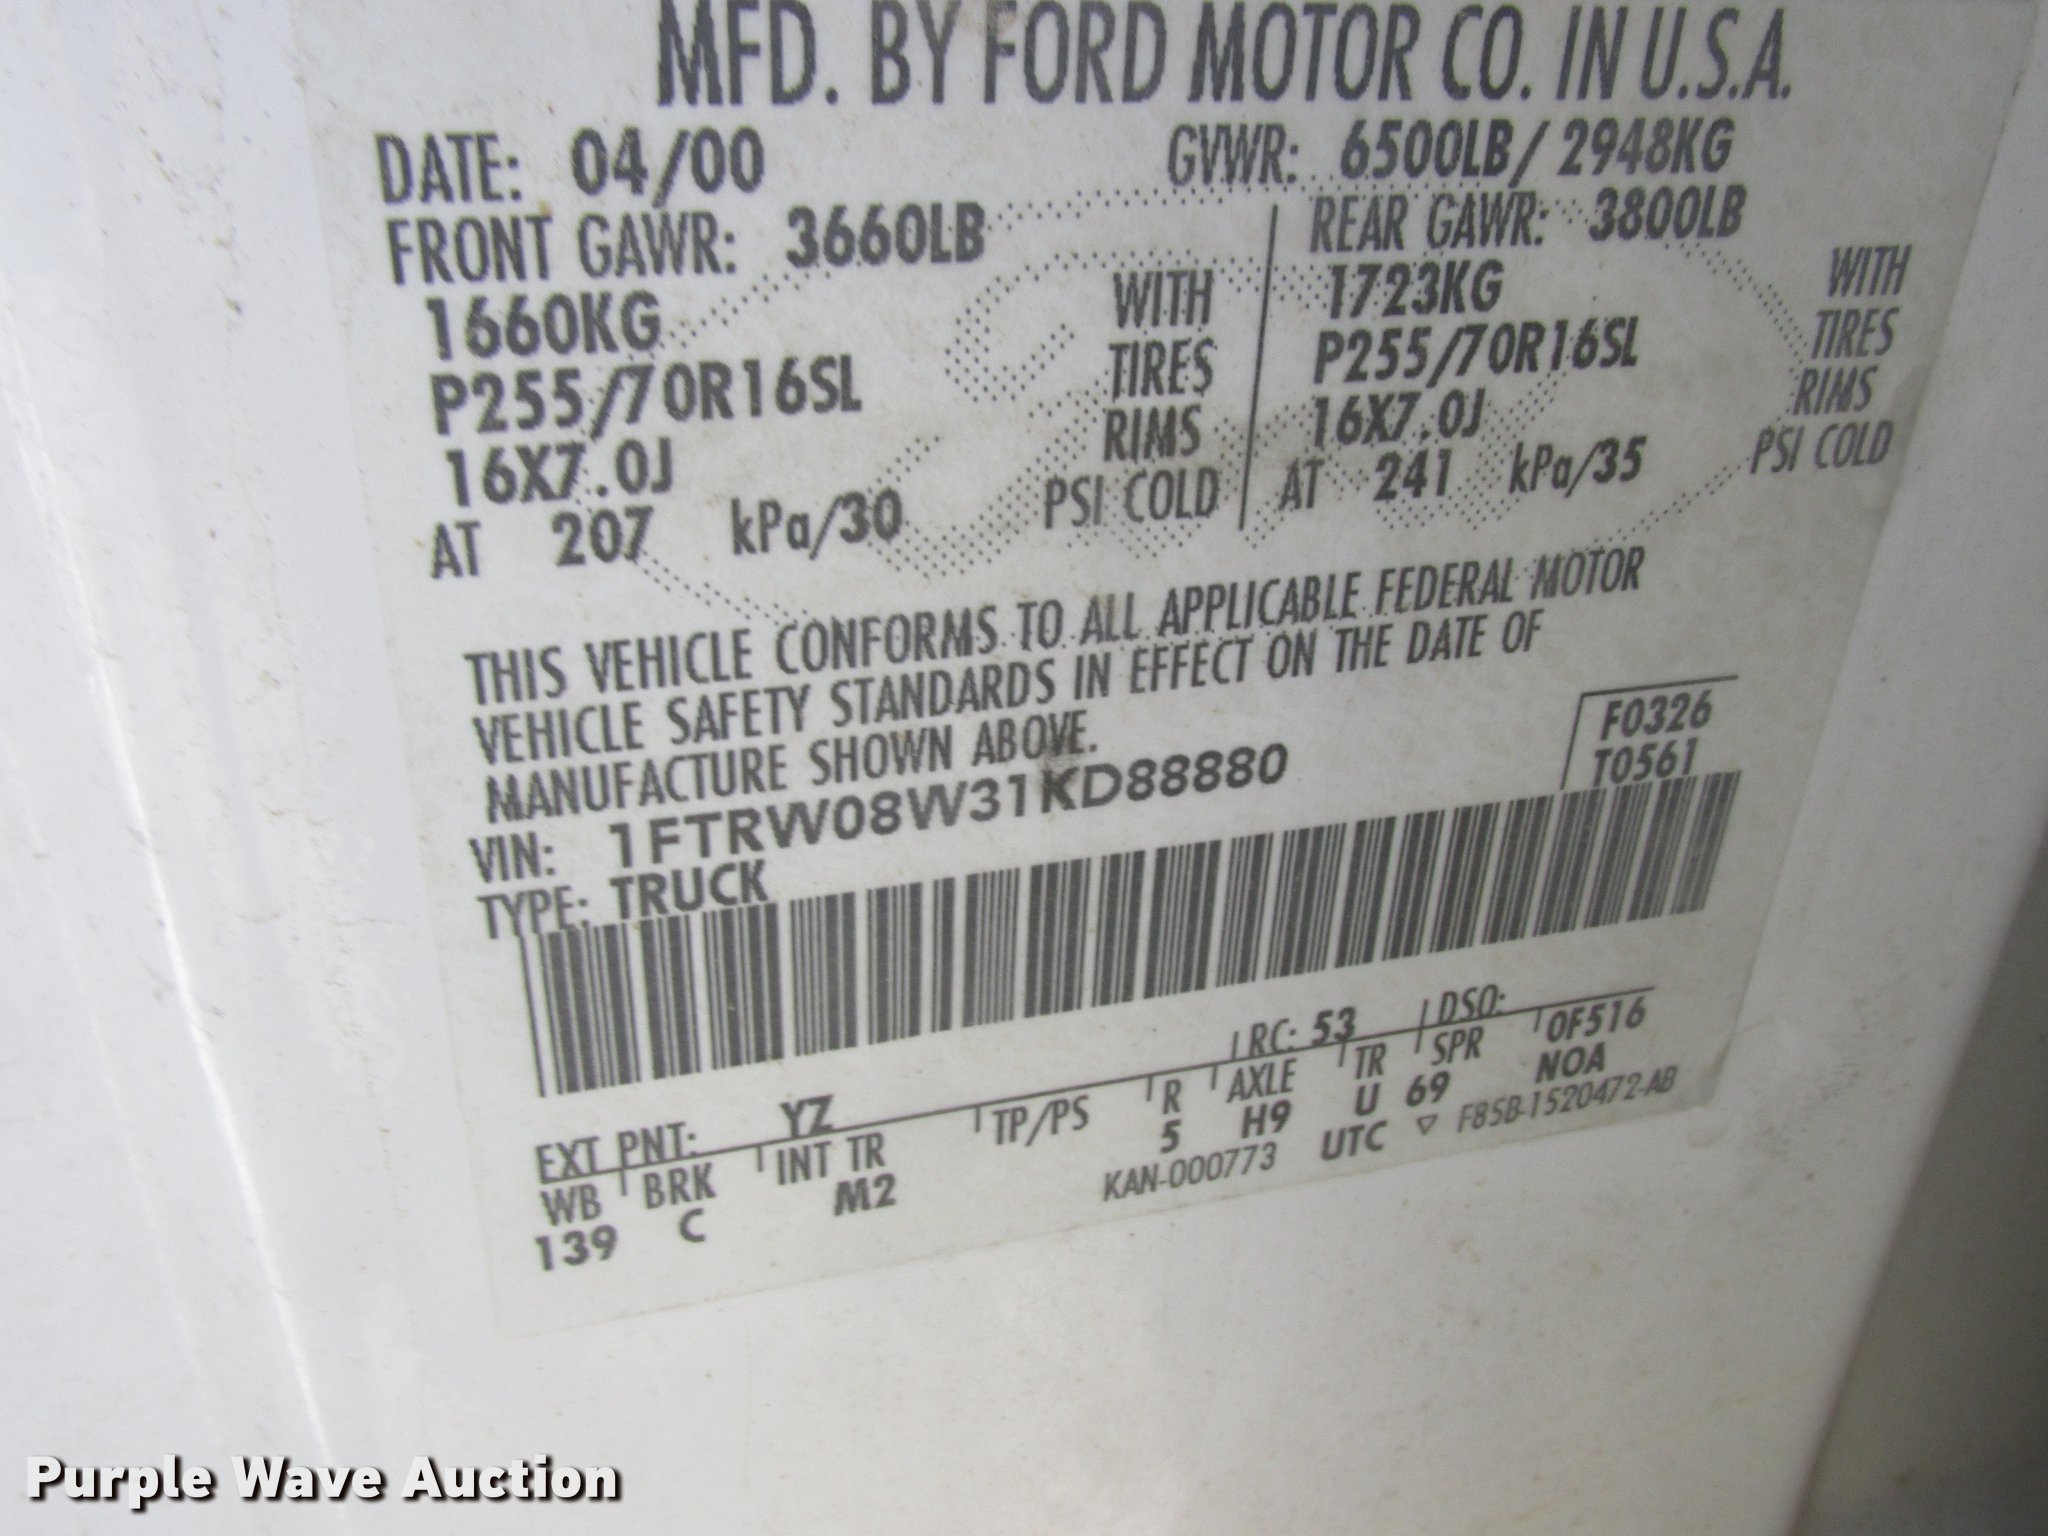 MFD. BY FORD MOTOR CO. IN U.S.A.
DATE: 04/00 GVWR: 6500LB/ 2948KG
FRONT GAWR: 3660LB REAR GAWR: 3800LB
1660KG WITH 1723KG WITH
P255/70R16SL TIRES P255/70R16SL TIRES
16X7.0J RIMS 16X7.0J RIMS
AT 207 kPa/30 PSI COLD AT 241 kPa/35 PSI COLD
THIS VEHICLE CONFORMS TO ALL APPLICABLE FEDERAL MOTOR
VEHICLE SAFETY STANDARDS IN EFFECT ON THE DATE OF
MANUFACTURE SHOWN ABOVE.
F0326
T0561
VIN: 1FTRW08W31KD88880
TYPE: TRUCK
EXT PNT: YZ RC: 53 DSO:
WB BRK INT TR TP/PS R AXLE TR SPR 0F516
139 C M2 5 H9 U 69 NOA
KAN-000773 UTC ▽ F85B-1520472-AB
Purple Wave Auction